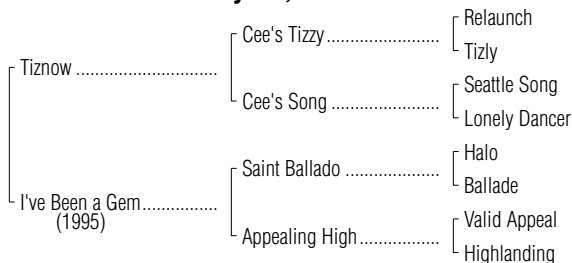 Relaunch
Cee's Tizzy
Tizly
Tiznow
Seattle Song
Cee's Song
Lonely Dancer
Halo
Saint Ballado
Ballade
I've Been a Gem
(1995)
Valid Appeal
Appealing High
Highlanding